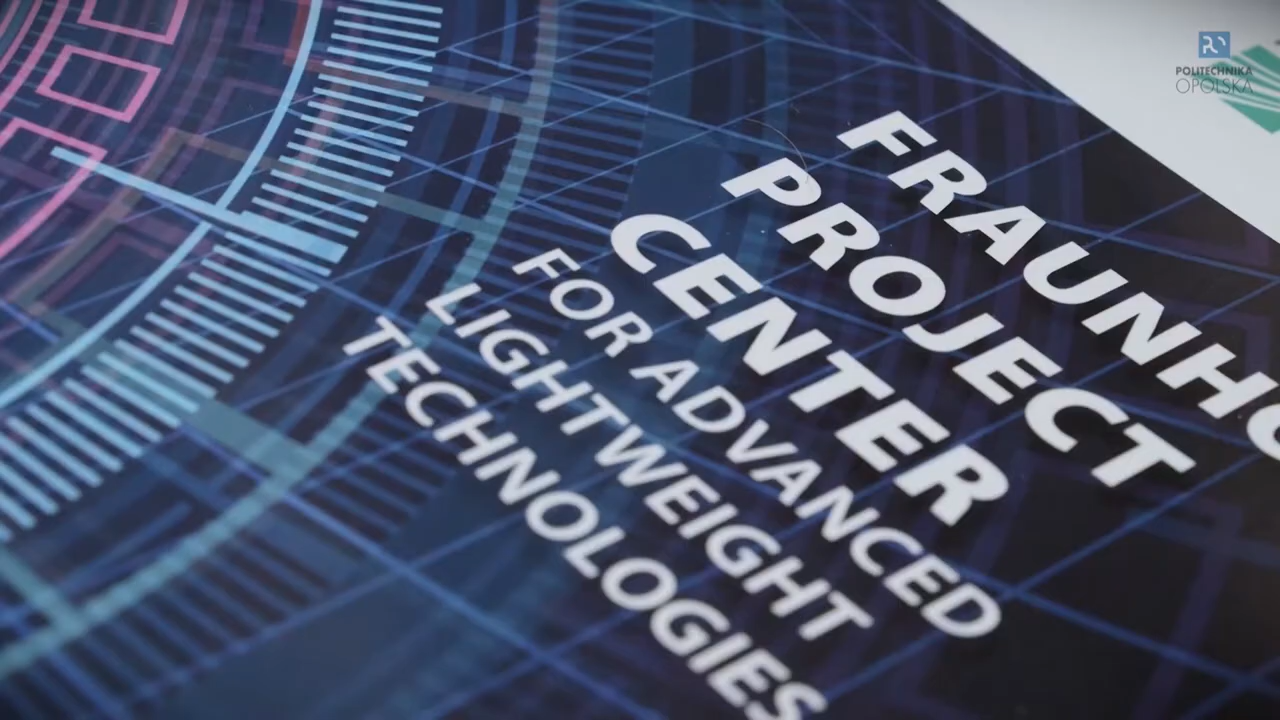 FRAUNHO
PROJECT
CENTER
FOR ADVANCED
LIGHTWEIGHT
TECHNOLOGIES
POLITECHNIKA
OPOLSKA